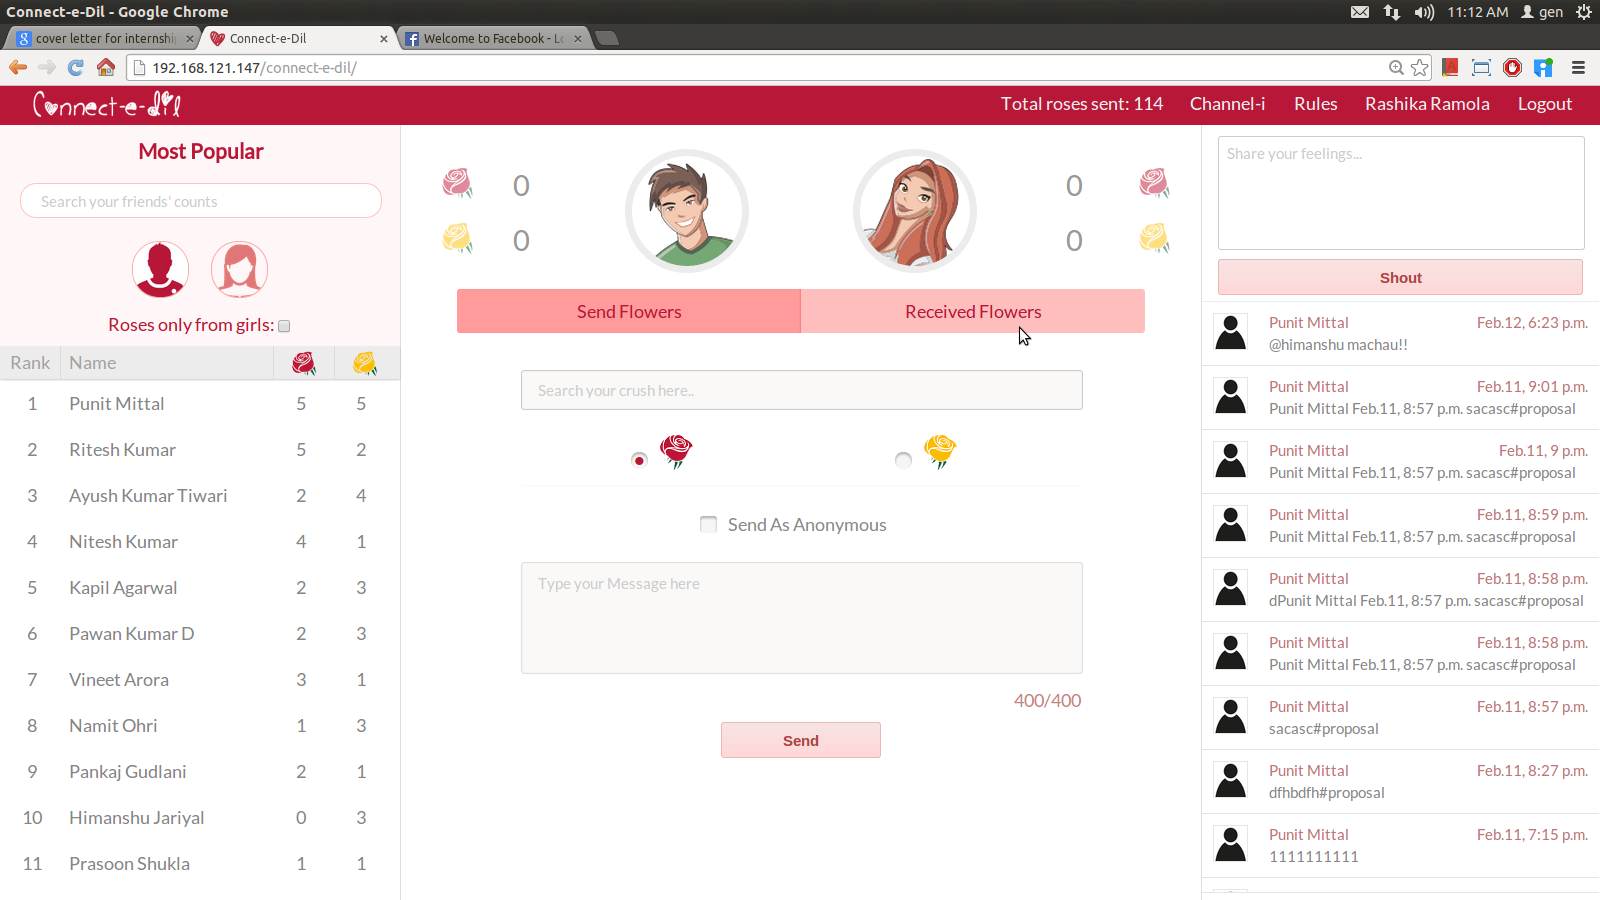 Connect-e-Dil - Google Chrome
11:12 AM
gen
cover letter for internship
Connect-e-Dil
Welcome to Facebook - Lo
192.168.121.147/connect-e-dil/
Connect-e-dil
Total roses sent: 114
Channel-i
Rules
Rashika Ramola
Logout
Most Popular
Search your friends' counts
Roses only from girls:
Rank Name
1 Punit Mittal 5 5
2 Ritesh Kumar 5 2
3 Ayush Kumar Tiwari 2 4
4 Nitesh Kumar 4 1
5 Kapil Agarwal 2 3
6 Pawan Kumar D 2 3
7 Vineet Arora 3 1
8 Namit Ohri 1 3
9 Pankaj Gudlani 2 1
10 Himanshu Jariyal 0 3
11 Prasoon Shukla 1 1
0 0
0 0
Send Flowers
Received Flowers
Search your crush here..
Send As Anonymous
Type your Message here
400/400
Send
Share your feelings...
Shout
Punit Mittal Feb.12, 6:23 p.m.
@himanshu machau!!
Punit Mittal Feb.11, 9:01 p.m.
Punit Mittal Feb.11, 8:57 p.m. sacasc#proposal
Punit Mittal Feb.11, 9 p.m.
Punit Mittal Feb.11, 8:57 p.m. sacasc#proposal
Punit Mittal Feb.11, 8:59 p.m.
Punit Mittal Feb.11, 8:57 p.m. sacasc#proposal
Punit Mittal Feb.11, 8:58 p.m.
dPunit Mittal Feb.11, 8:57 p.m. sacasc#proposal
Punit Mittal Feb.11, 8:58 p.m.
Punit Mittal Feb.11, 8:57 p.m. sacasc#proposal
Punit Mittal Feb.11, 8:57 p.m.
sacasc#proposal
Punit Mittal Feb.11, 8:27 p.m.
dfhbdfh#proposal
Punit Mittal Feb.11, 7:15 p.m.
1111111111